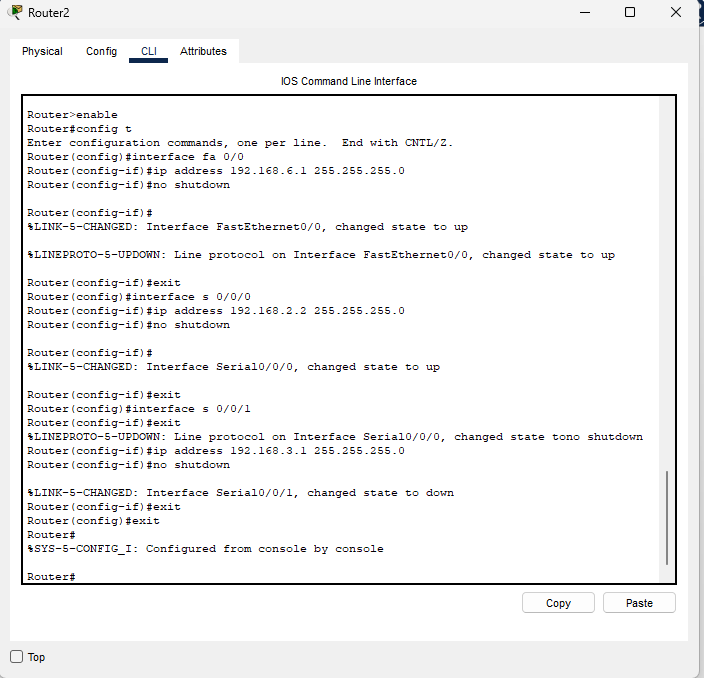 Router2
Physical Config CLI Attributes
IOS Command Line Interface
Router>enable
Router#config t
Enter configuration commands, one per line.  End with CNTL/Z.
Router(config)#interface fa 0/0
Router(config-if)#ip address 192.168.6.1 255.255.255.0
Router(config-if)#no shutdown
Router(config-if)#
%LINK-5-CHANGED: Interface FastEthernet0/0, changed state to up
%LINEPROTO-5-UPDOWN: Line protocol on Interface FastEthernet0/0, changed state to up
Router(config-if)#exit
Router(config)#interface s 0/0/0
Router(config-if)#ip address 192.168.2.2 255.255.255.0
Router(config-if)#no shutdown
Router(config-if)#
%LINK-5-CHANGED: Interface Serial0/0/0, changed state to up
Router(config-if)#exit
Router(config)#interface s 0/0/1
Router(config-if)#exit
%LINEPROTO-5-UPDOWN: Line protocol on Interface Serial0/0/0, changed state tono shutdown
Router(config-if)#ip address 192.168.3.1 255.255.255.0
Router(config-if)#no shutdown
%LINK-5-CHANGED: Interface Serial0/0/1, changed state to down
Router(config-if)#exit
Router(config)#exit
Router#
%SYS-5-CONFIG_I: Configured from console by console
Router#
Copy Paste
Top